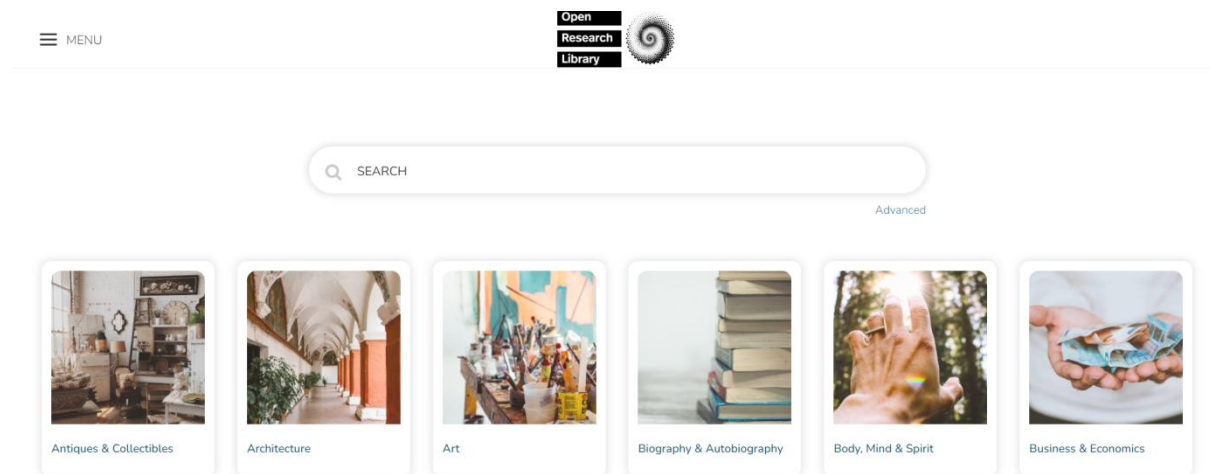 MENU
Open
Research
Library
SEARCH
Advanced
Antiques & Collectibles
Architecture
Art
Biography & Autobiography
Body, Mind & Spirit
Business & Economics